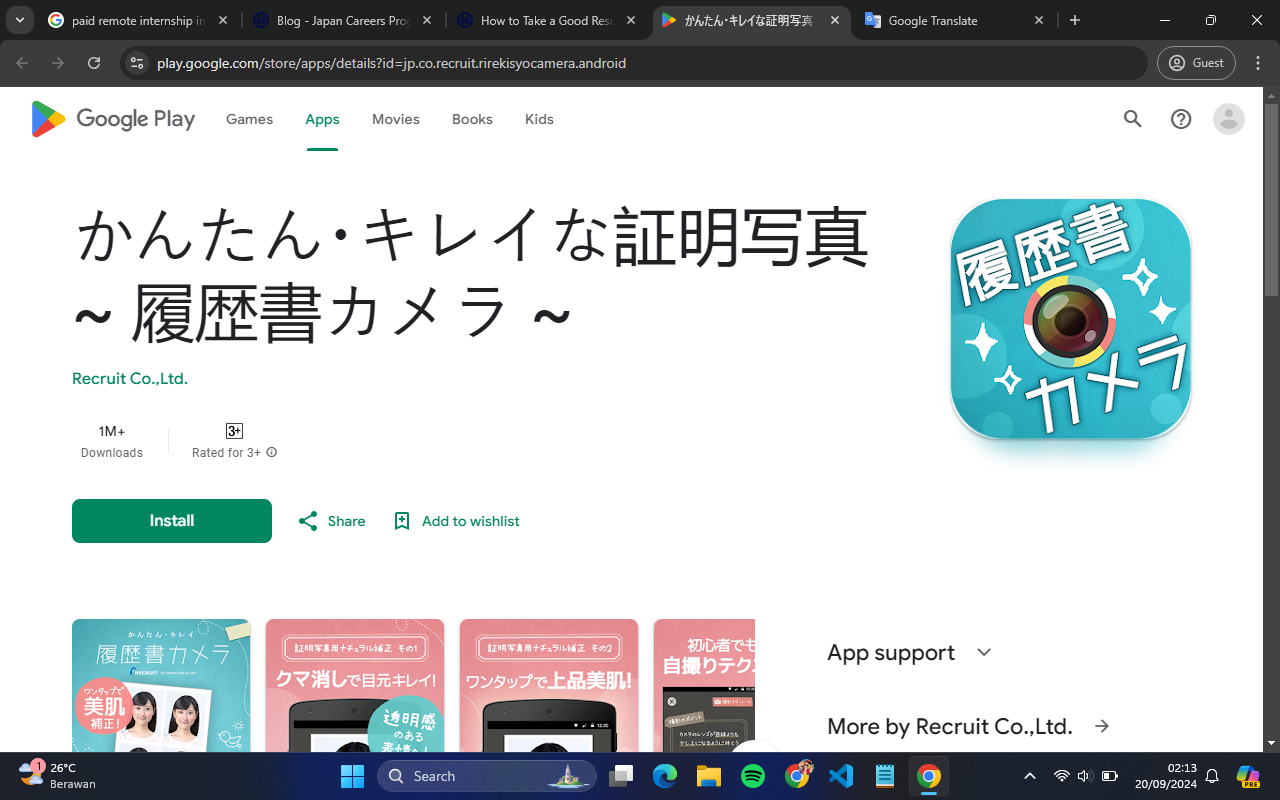 paid remote internship in
Blog - Japan Careers Prog
How to Take a Good Resu
かんたん･キレイな証明写真
Google Translate
play.google.com/store/apps/details?id=jp.co.recruit.rirekisyocamera.android
Guest
Google Play
Games
Apps
Movies
Books
Kids
かんたん･キレイな証明写真
~ 履歴書カメラ ~
Recruit Co.,Ltd.
1M+
Downloads
3+
Rated for 3+
Install
Share
Add to wishlist
履歴書
カメラ
かんたん・キレイ
履歴書カメラ
RECRUIT
ワンタップで
美肌
補正！
証明写真用ナチュラル補正 その1
クマ消しで目元キレイ!
透明感
のある
証明写真用ナチュラル補正 その2
ワンタップで上品美肌!
12:30
初心者でも
自撮りテクニ
App support
More by Recruit Co.,Ltd.
1
26°C
Berawan
Search
02:13
20/09/2024
PRE